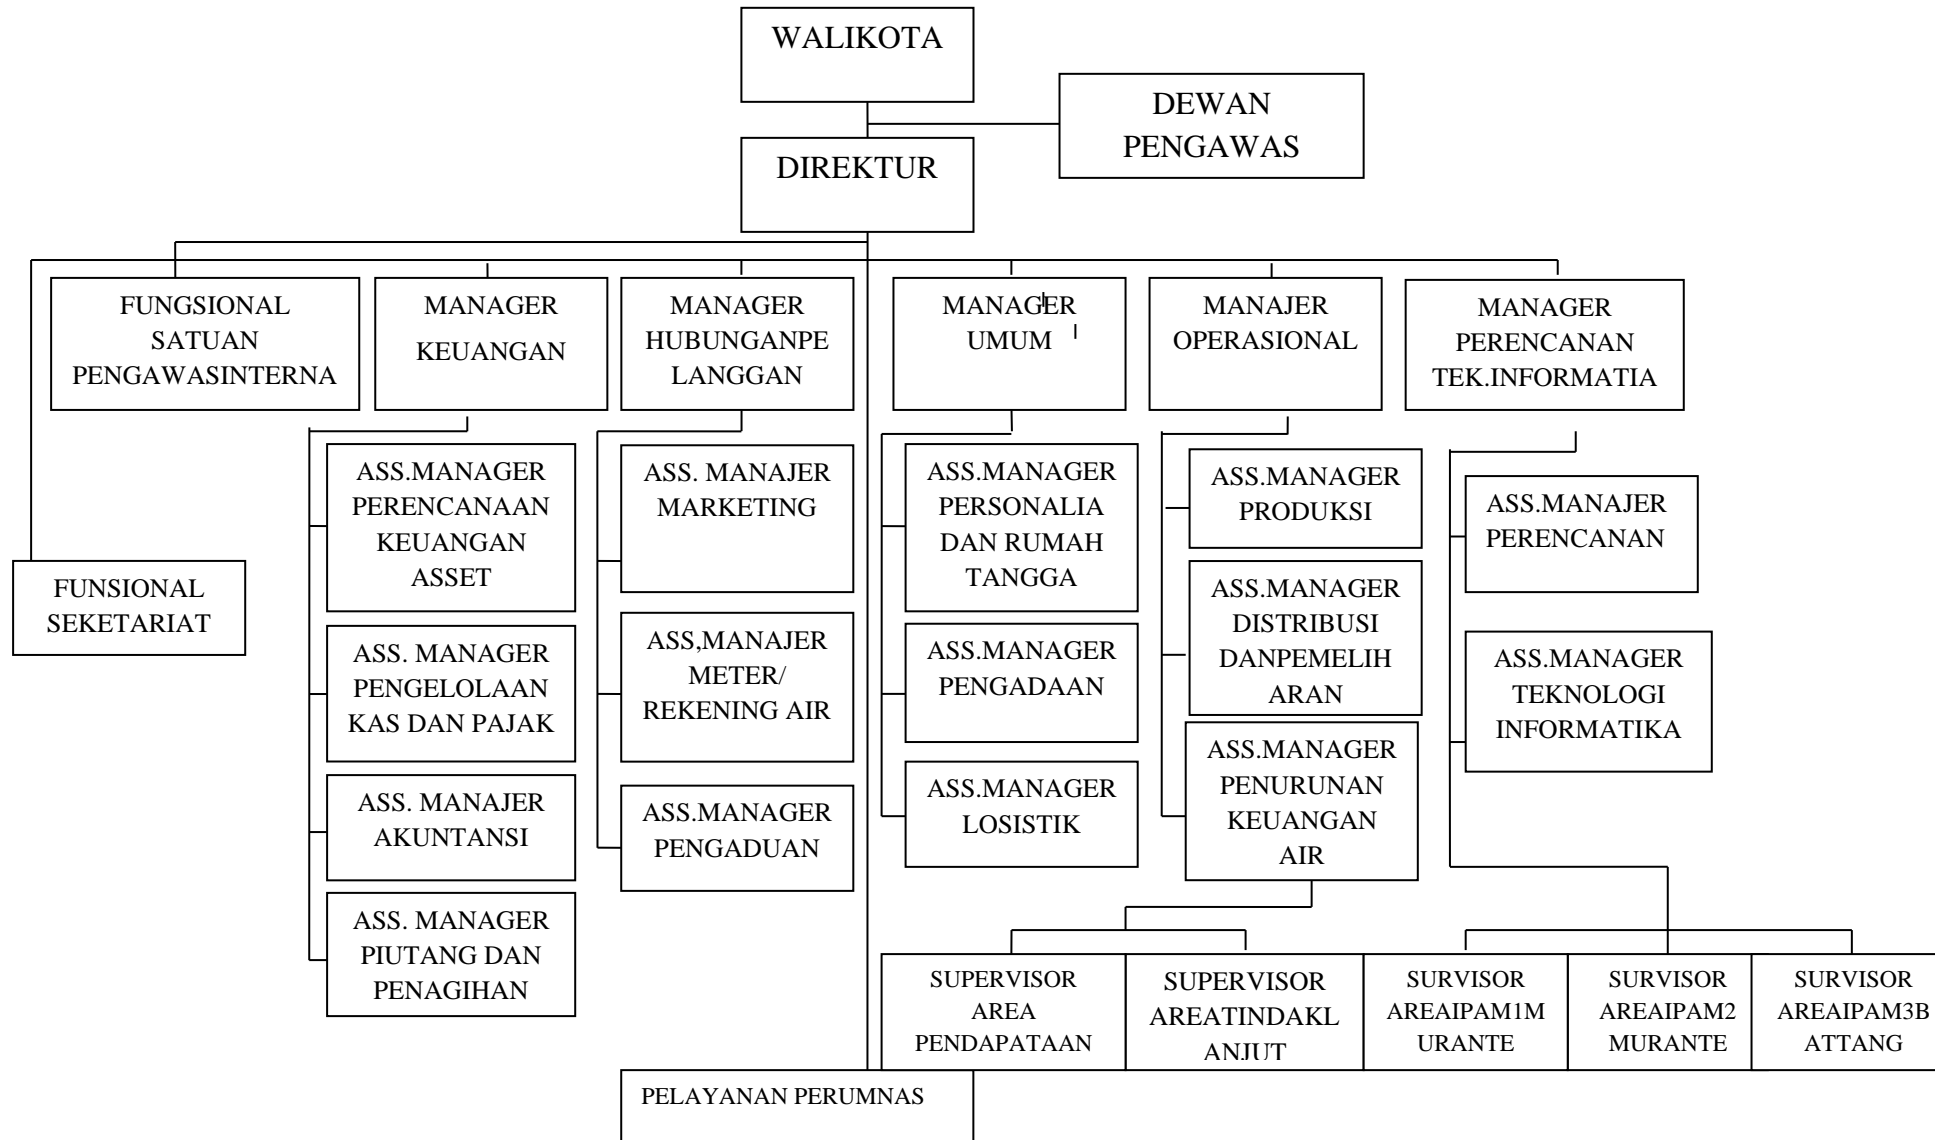 WALIKOTA
DEWAN
PENGAWAS
DIREKTUR
FUNGSIONAL
SATUAN
PENGAWASINTERNA
MANAGER
KEUANGAN
MANAGER
HUBUNGANPE
LANGGAN
MANAGER
UMUM
MANAJER
OPERASIONAL
MANAGER
PERENCANAN
TEK.INFORMATIA
FUNSIONAL
SEKETARIAT
ASS.MANAGER
PERENCANAAN
KEUANGAN
ASSET
ASS. MANAGER
PENGELOLAAN
KAS DAN PAJAK
ASS. MANAJER
AKUNTANSI
ASS. MANAGER
PIUTANG DAN
PENAGIHAN
ASS. MANAJER
MARKETING
ASS,MANAJER
METER/
REKENING AIR
ASS.MANAGER
PENGADUAN
ASS.MANAGER
PERSONALIA
DAN RUMAH
TANGGA
ASS.MANAGER
PENGADAAN
ASS.MANAGER
LOSISTIK
ASS.MANAGER
PRODUKSI
ASS.MANAGER
DISTRIBUSI
DANPEMELIH
ARAN
ASS.MANAGER
PENURUNAN
KEUANGAN
AIR
ASS.MANAJER
PERENCANAN
ASS.MANAGER
TEKNOLOGI
INFORMATIKA
SUPERVISOR
AREA
PENDAPATAAN
SUPERVISOR
AREATINDAKL
ANJUT
SURVISOR
AREAIPAM1M
URANTE
SURVISOR
AREAIPAM2
MURANTE
SURVISOR
AREAIPAM3B
ATTANG
PELAYANAN PERUMNAS